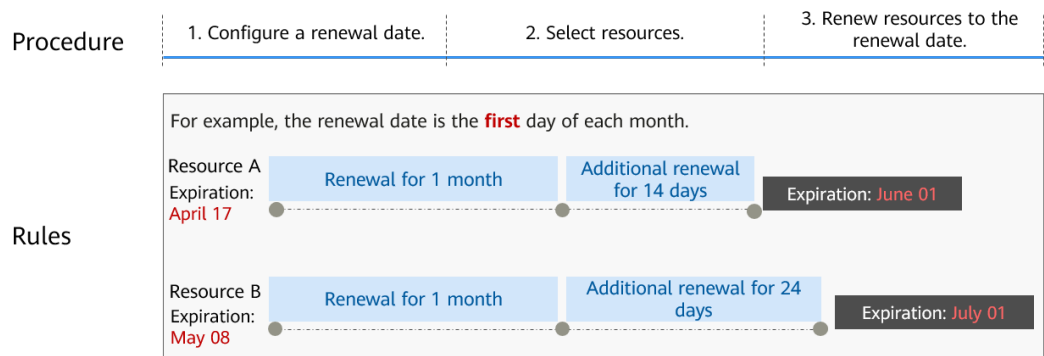 Procedure
1. Configure a renewal date.
2. Select resources.
3. Renew resources to the
renewal date.
Rules
For example, the renewal date is the first day of each month.
Resource A
Expiration:
April 17
Renewal for 1 month
Additional renewal
for 14 days
Expiration: June 01
Resource B
Expiration:
May 08
Renewal for 1 month
Additional renewal for 24
days
Expiration: July 01